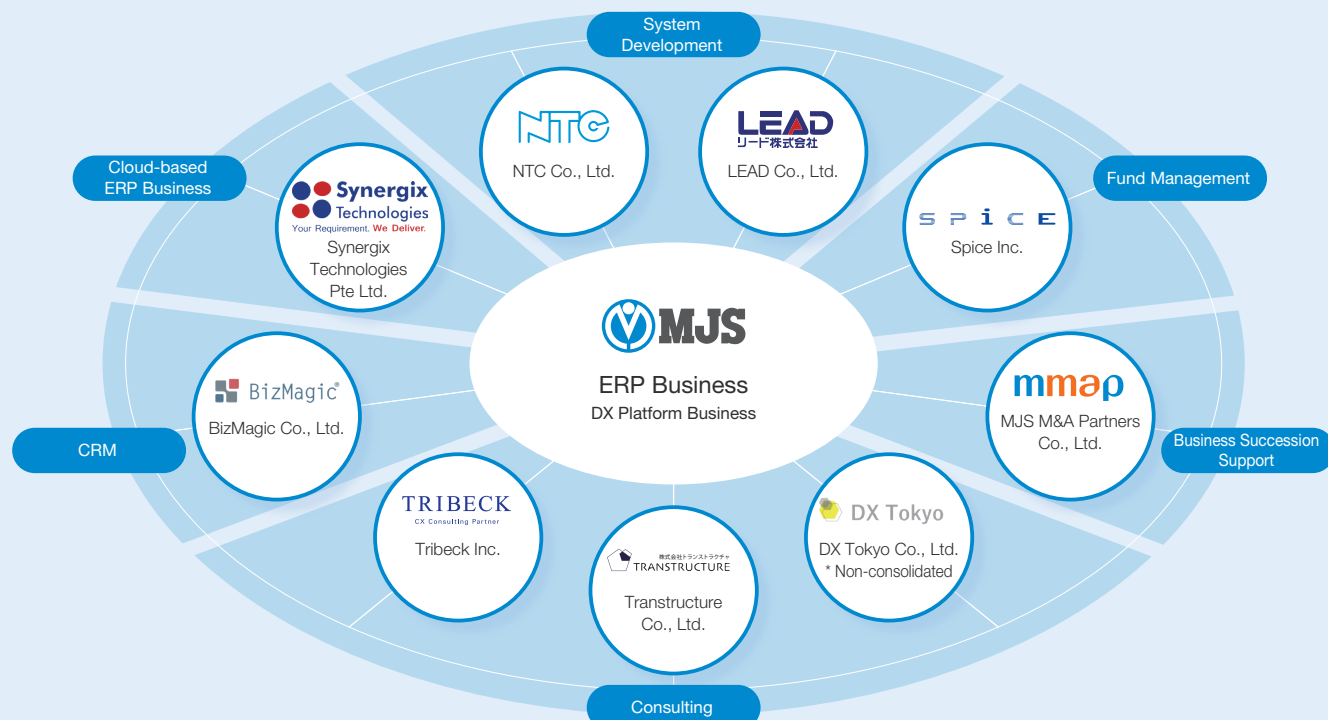 System
Development
NTC
NTC Co., Ltd.
LEAD
リード株式会社
LEAD Co., Ltd.
Cloud-based
ERP Business
Synergix
Technologies
Your Requirement. We Deliver.
Synergix
Technologies
Pte Ltd.
Fund Management
SPiCE
Spice Inc.
MJS
ERP Business
DX Platform Business
CRM
BizMagic®
BizMagic Co., Ltd.
mmap
MJS M&A Partners
Co., Ltd.
Business Succession
Support
TRIBECK
CX Consulting Partner
Tribeck Inc.
株式会社トランストラクチャ
TRANSTRUCTURE
Transtructure
Co., Ltd.
DX Tokyo
DX Tokyo Co., Ltd.
* Non-consolidated
Consulting